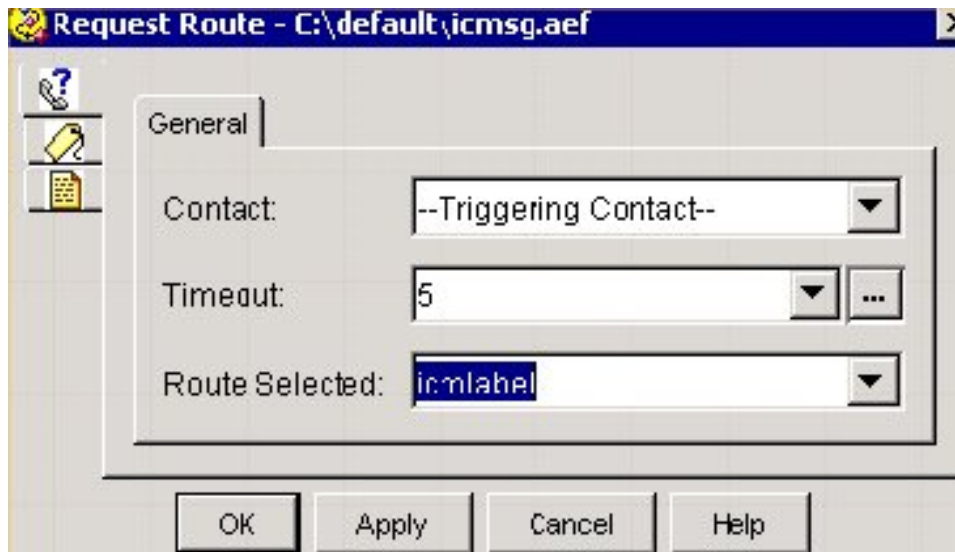 Request Route - C:\default\icmsg.aef
General
Contact: --Triggering Contact--
Timeout: 5 ...
Route Selected: icmlabel
OK Apply Cancel Help